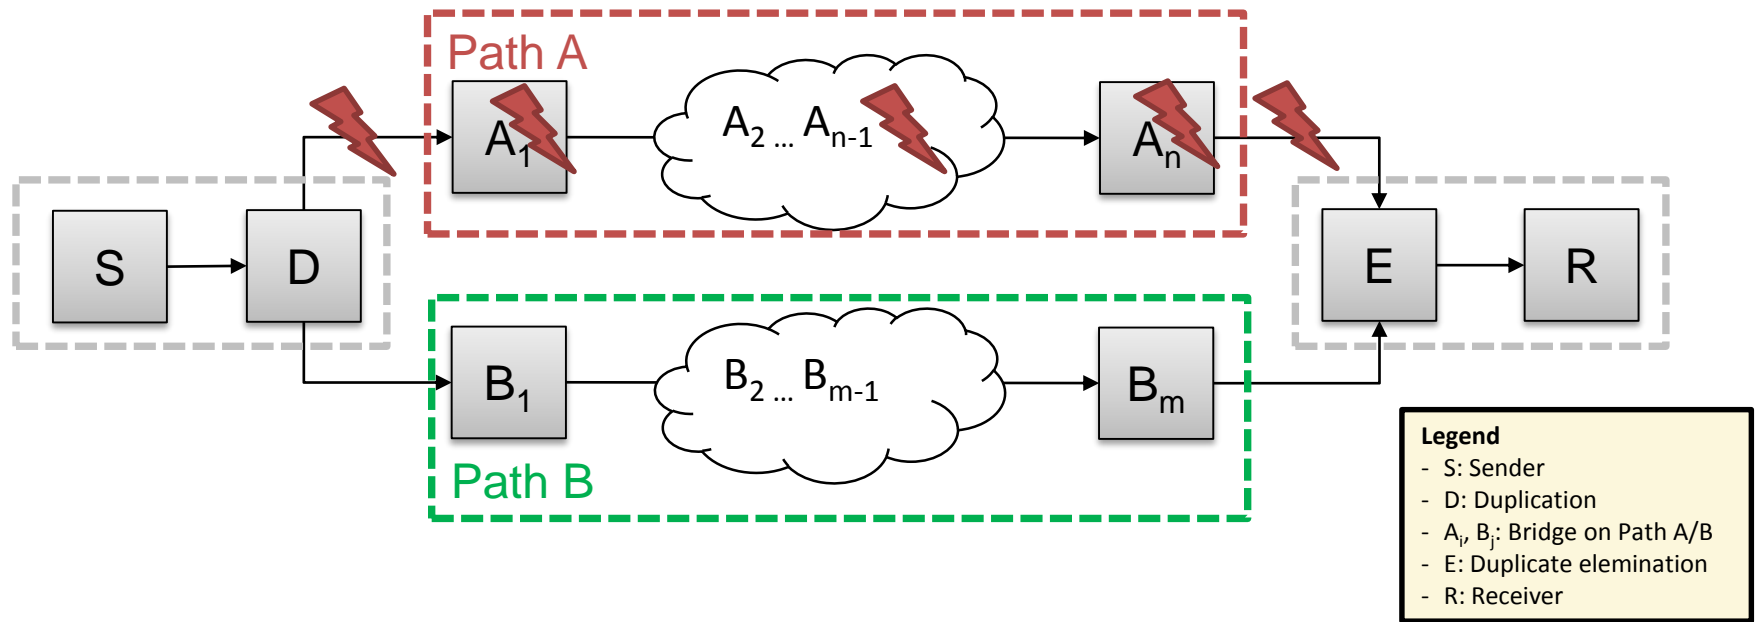 Path A
A1
A2 ... An-1
An
S
D
E
R
B1
B2 ... Bm-1
Bm
Path B
Legend
- S: Sender
- D: Duplication
- Ai, Bj: Bridge on Path A/B
- E: Duplicate elemination
- R: Receiver